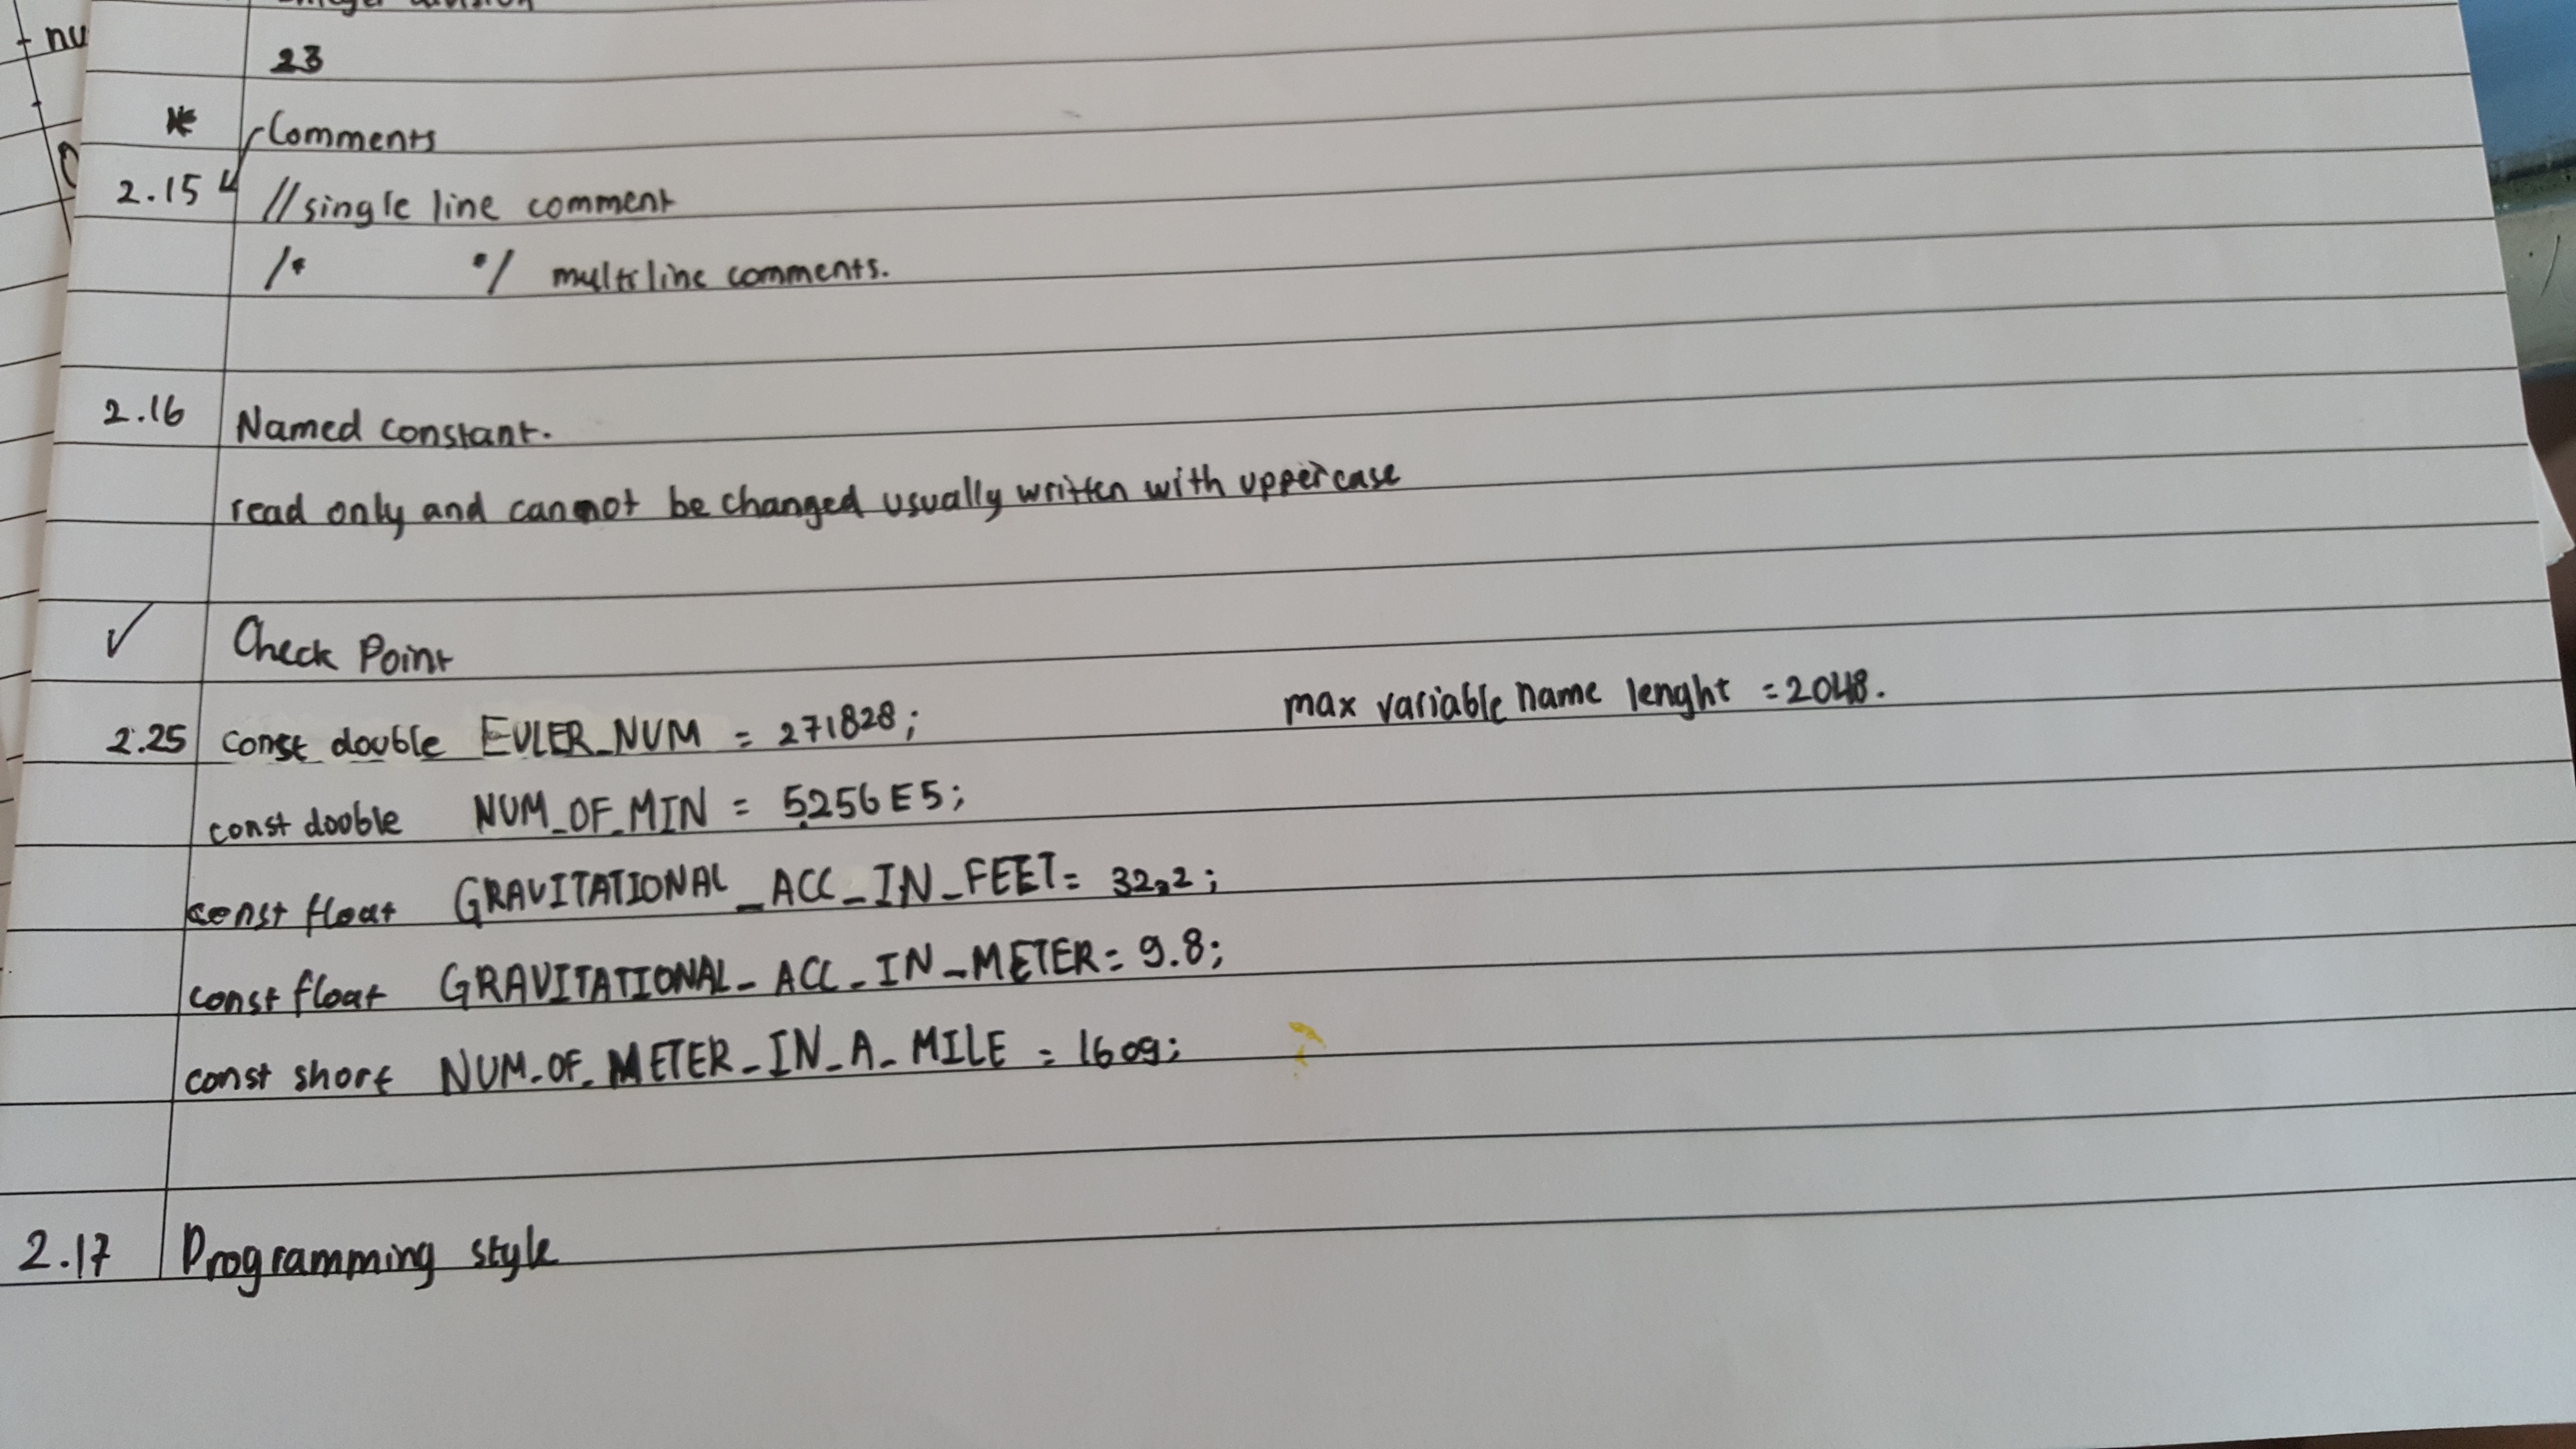 nu
23
* Comments
2.15 //single line comment
/* */ multiline comments.
2.16 Named constant.
read only and cannot be changed usually written with uppercase
✓ Check Point
max variable name lenght = 2048.
2.25 const double EULER_NUM = 271828;
const dooble NUM_OF_MIN = 5.256E5;
const float GRAVITATIONAL_ACC_IN_FEET= 32.2;
const float GRAVITATIONAL_ACC_IN_METER= 9.8;
const short NUM_OF_METER_IN_A_MILE = 1609;
2.17 Programming style